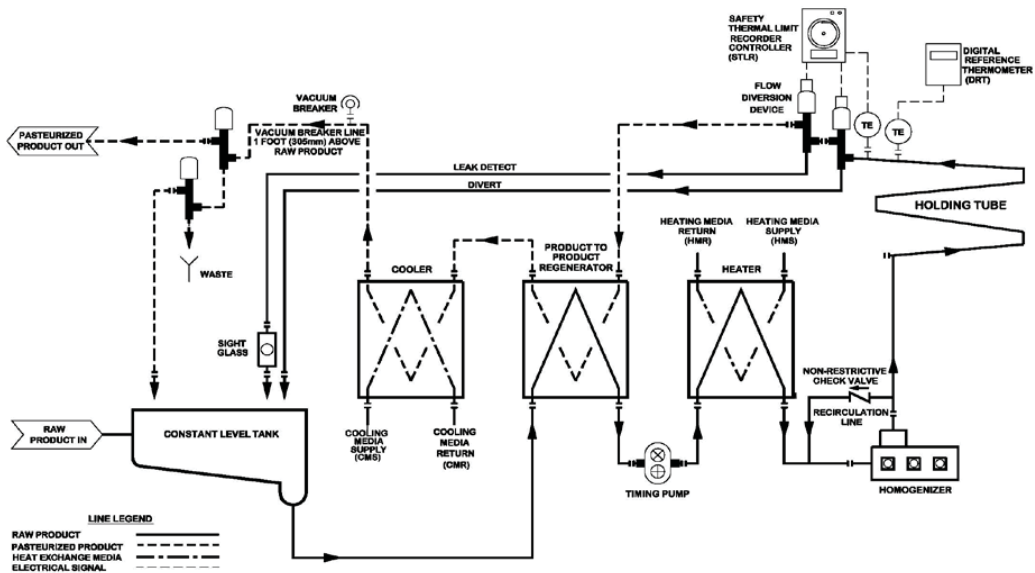 SAFETY
THERMAL LIMIT
RECORDER
CONTROLLER
(STLR)
DIGITAL
REFERENCE
THERMOMETER
(DRT)
FLOW
DIVERSION
DEVICE
TE
TE
VACUUM
BREAKER
PASTEURIZED
PRODUCT OUT
VACUUM BREAKER LINE
1 FOOT (305mm) ABOVE
RAW PRODUCT
LEAK DETECT
DIVERT
HOLDING TUBE
WASTE
HEATING MEDIA
RETURN
(HMR)
HEATING MEDIA
SUPPLY
(HMS)
COOLER
PRODUCT TO
PRODUCT
REGENERATOR
HEATER
SIGHT
GLASS
NON-RESTRICTIVE
CHECK VALVE
RECIRCULATION
LINE
RAW
PRODUCT IN
CONSTANT LEVEL TANK
COOLING
MEDIA
SUPPLY
(CMS)
COOLING
MEDIA
RETURN
(CMR)
TIMING PUMP
HOMOGENIZER
LINE LEGEND
RAW PRODUCT
PASTEURIZED PRODUCT
HEAT EXCHANGE MEDIA
ELECTRICAL SIGNAL